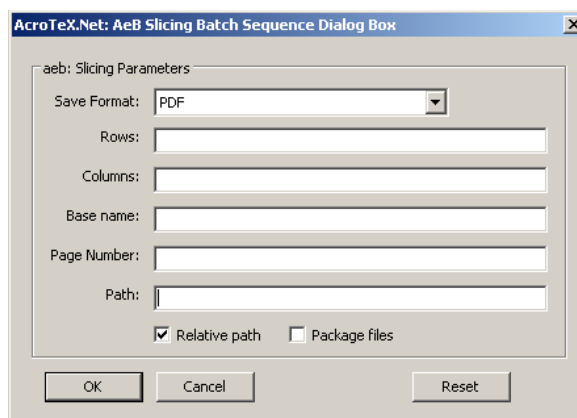 AcroTeX.Net: AeB Slicing Batch Sequence Dialog Box
aeb: Slicing Parameters
Save Format: PDF
Rows:
Columns:
Base name:
Page Number:
Path:
Relative path Package files
OK Cancel Reset